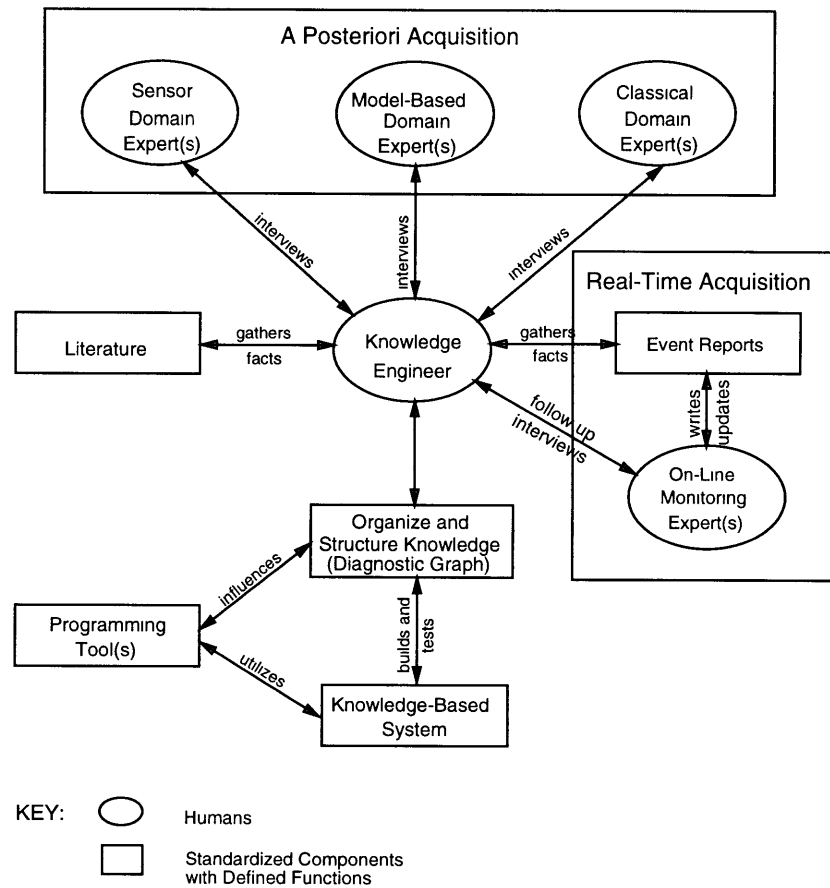 A Posteriori Acquisition
Sensor
Domain
Expert(s)
Model-Based
Domain
Expert(s)
Classical
Domain
Expert(s)
interviews
interviews
interviews
Real-Time Acquisition
Literature
gathers
facts
Knowledge
Engineer
gathers
facts
Event Reports
follow up
interviews
writes
updates
On-Line
Monitoring
Expert(s)
Organize and
Structure Knowledge
(Diagnostic Graph)
influences
Programming
Tool(s)
builds and
tests
utilizes
Knowledge-Based
System
KEY:
Humans
Standardized Components
with Defined Functions